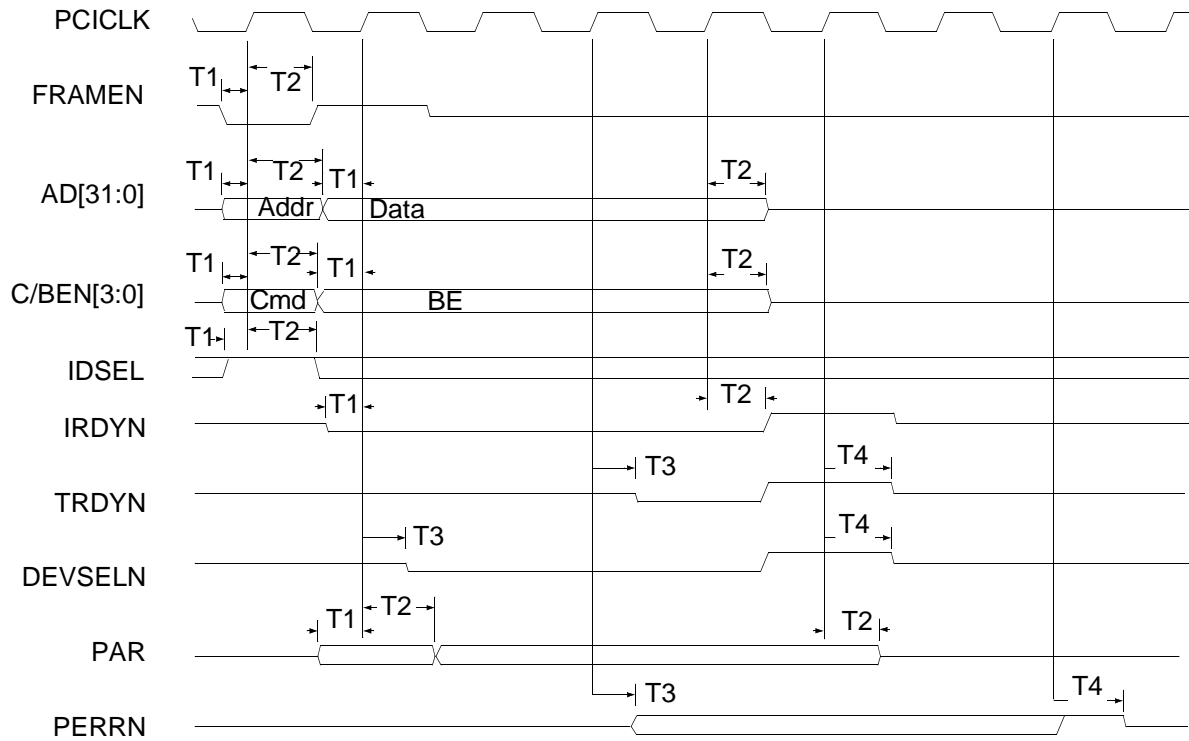 PCICLK
T1 T2
FRAMEN
T1 T2 T1 T2
AD[31:0]
Addr Data
T1 T2 T1 T2
C/BEN[3:0]
Cmd BE
T1 T2
IDSEL
T1 T2
IRDYN
T3 T4
TRDYN
T3 T4
DEVSELN
T1 T2 T2
PAR
T3 T4
PERRN